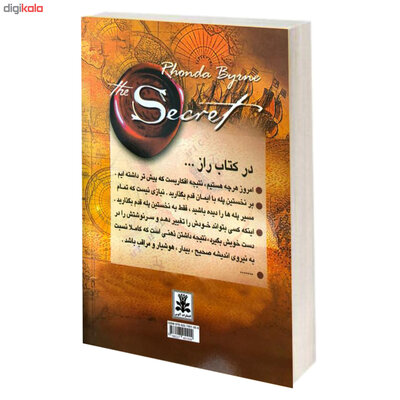 digikala
Rhonda Byrne
the
Secret
در کتاب راز ...
امروز هرچه هستیم ، نتیجه افکاریست که پیش تر داشته ایم .
بر نخستین پله با ایمان قدم بگذارید . نیازی نیست که تمام
مسیر پله ها را دیده باشید ، فقط به نخستین پله قدم بگذارید .
اینکه کسی بتواند خودش را تغییر دهد و سرنوشتش را در
دست خویش بگیرد ، نتیجه داشتن ذهنی است که کاملا نسبت
به نیروی اندیشه صحیح ، بیدار ، هوشیار و مراقب باشد .